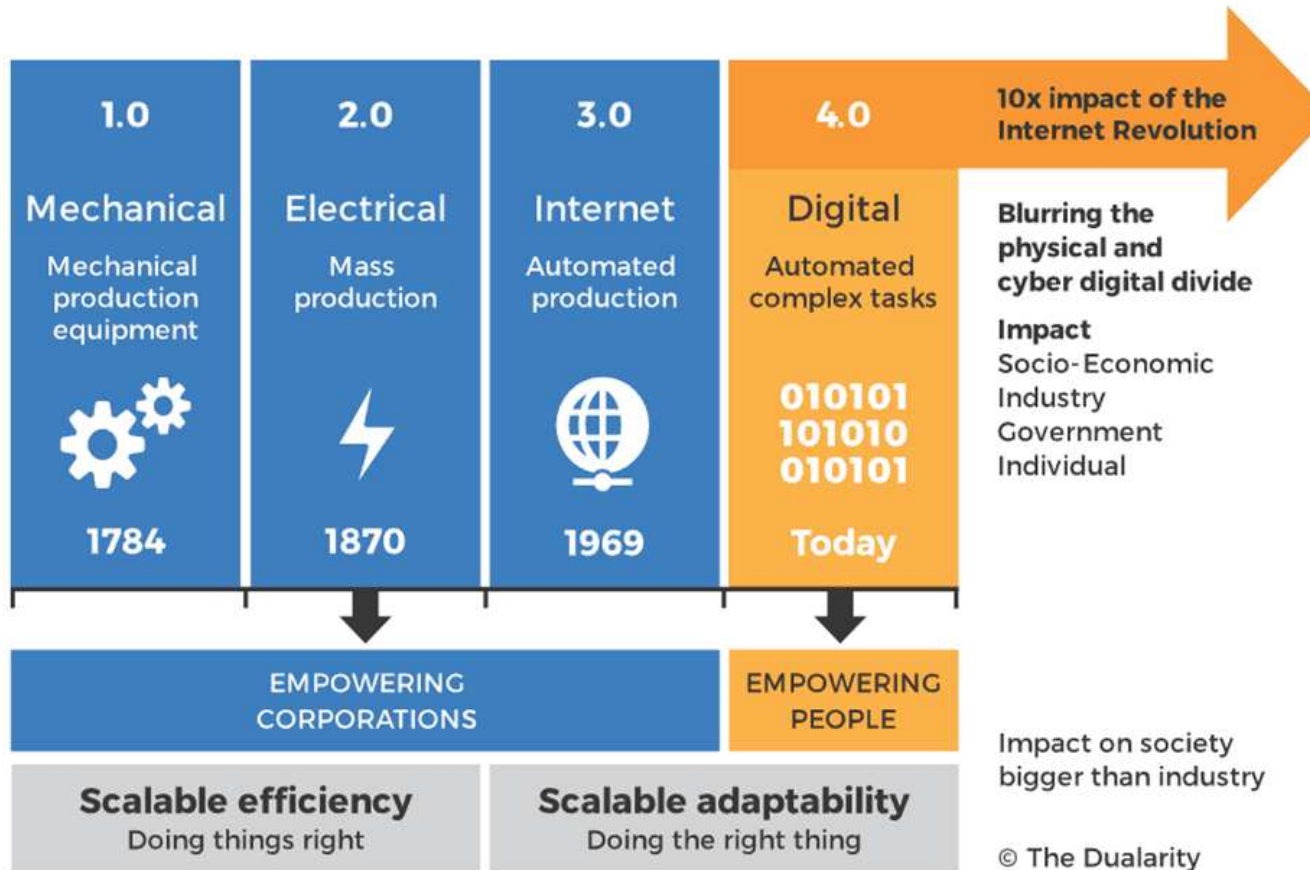 1.0
Mechanical
Mechanical
production
equipment
1784
2.0
Electrical
Mass
production
1870
3.0
Internet
Automated
production
1969
4.0
Digital
Automated
complex tasks
010101
101010
010101
Today
10x impact of the
Internet Revolution
Blurring the
physical and
cyber digital divide
Impact
Socio-Economic
Industry
Government
Individual
EMPOWERING
CORPORATIONS
EMPOWERING
PEOPLE
Impact on society
bigger than industry
Scalable efficiency
Doing things right
Scalable adaptability
Doing the right thing
© The Dualarity